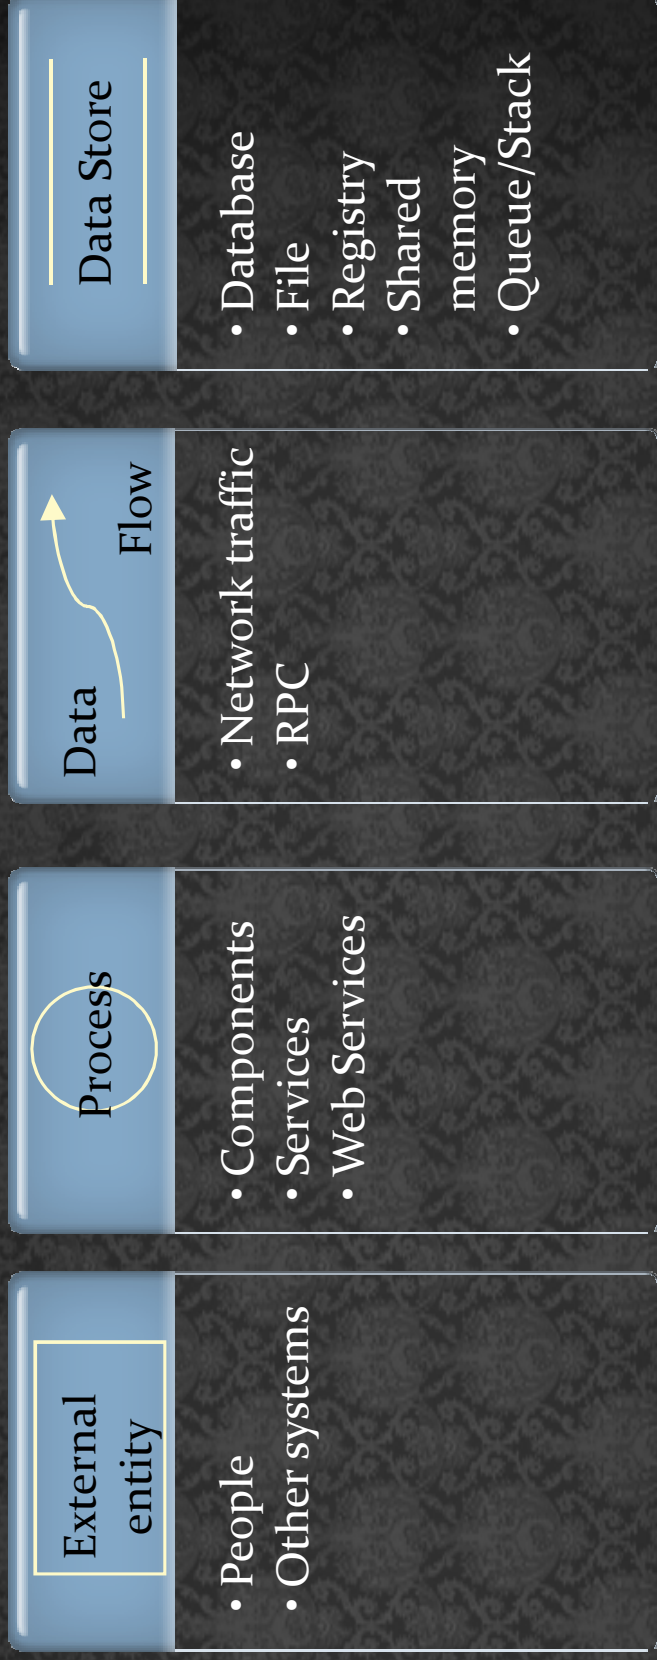 External
entity
• People
• Other systems
Process
• Components
• Services
• Web Services
Data
Flow
• Network traffic
• RPC
Data Store
• Database
• File
• Registry
• Shared
memory
• Queue/Stack